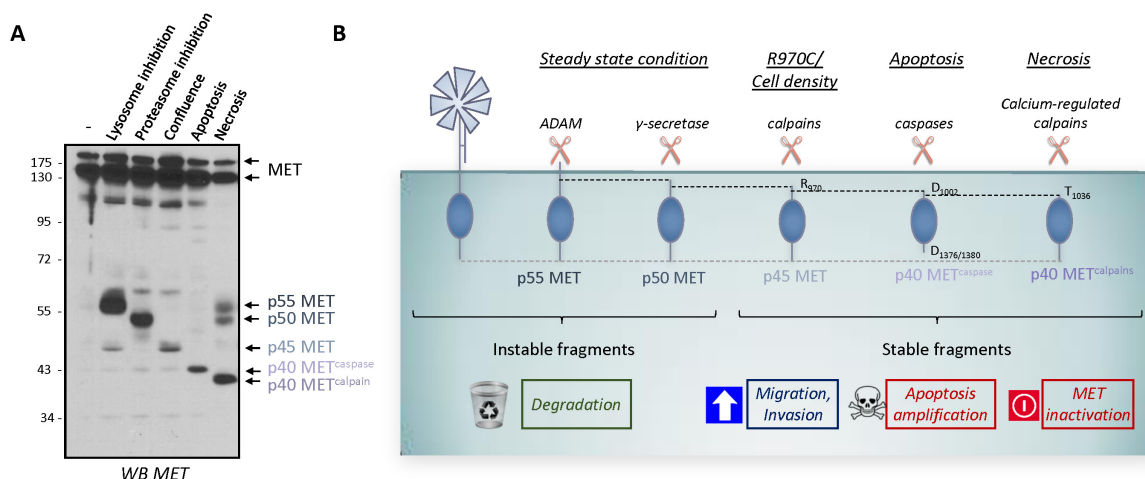 A
-
Lysosome inhibition
Proteasome inhibition
Confluence
Apoptosis
Necrosis
175 -
130 -
95 -
72 -
55 -
43 -
34 -
MET
p55 MET
p50 MET
p45 MET
p40 METcaspase
p40 METcalpain
WB MET
B
Steady state condition
R970C/
Cell density
Apoptosis
Necrosis
ADAM
γ-secretase
calpains
caspases
Calcium-regulated
calpains
R970
D1002
T1036
D1376/1380
p55 MET
p50 MET
p45 MET
p40 METcaspase
p40 METcalpains
Instable fragments
Stable fragments
Degradation
Migration,
Invasion
Apoptosis
amplification
MET
inactivation